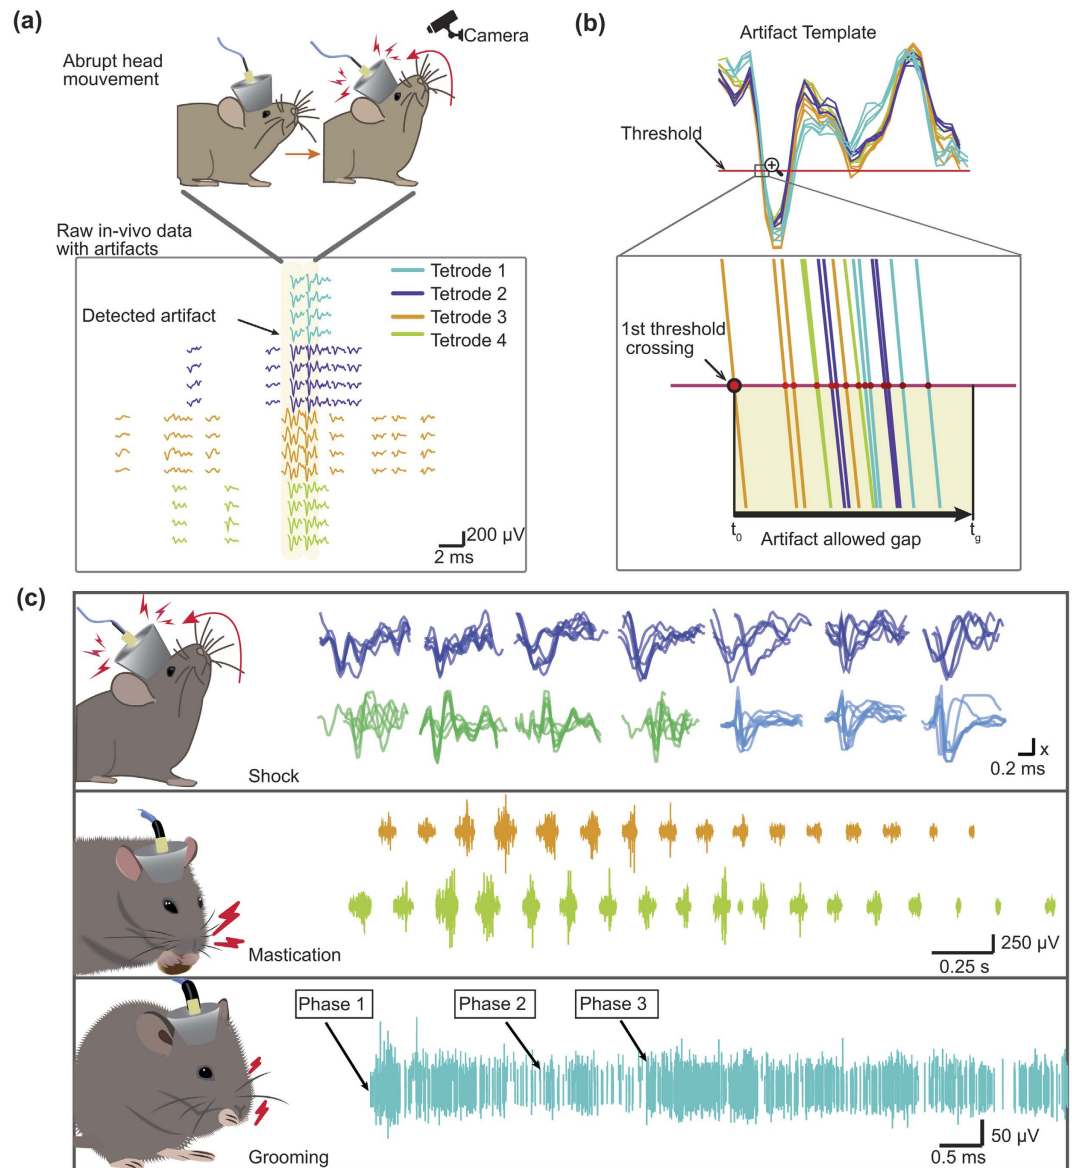 (a)
Camera
Abrupt head
mouvement
Raw in-vivo data
with artifacts
Tetrode 1
Tetrode 2
Tetrode 3
Tetrode 4
Detected artifact
200 µV
2 ms
(b)
Artifact Template
Threshold
1st threshold
crossing
t0
tg
Artifact allowed gap
(c)
x
0.2 ms
Shock
250 µV
0.25 s
Mastication
Phase 1
Phase 2
Phase 3
50 µV
0.5 ms
Grooming